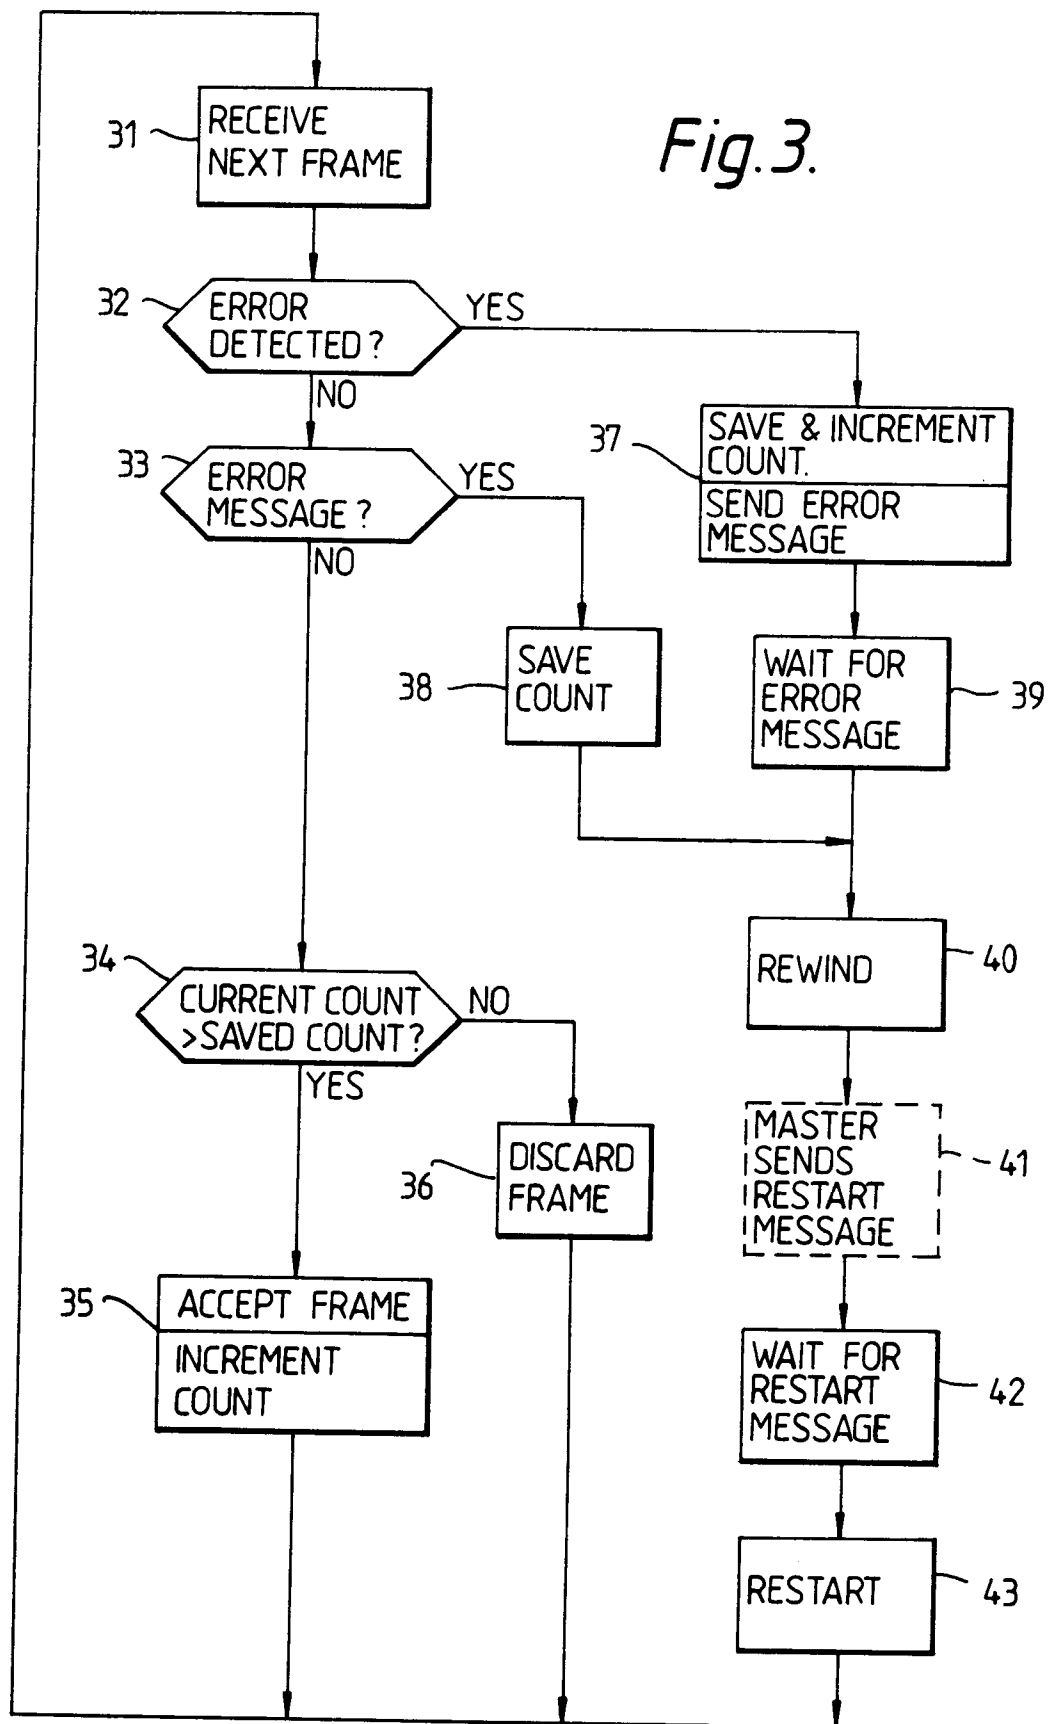 Fig.3.
31
RECEIVE
NEXT FRAME
32
ERROR
DETECTED?
YES
NO
33
ERROR
MESSAGE?
YES
NO
37
SAVE & INCREMENT
COUNT.
SEND ERROR
MESSAGE
38
SAVE
COUNT
WAIT FOR
ERROR
MESSAGE
39
34
CURRENT COUNT
>SAVED COUNT?
NO
YES
REWIND
40
36
DISCARD
FRAME
MASTER
SENDS
RESTART
MESSAGE
41
35
ACCEPT FRAME
INCREMENT
COUNT
WAIT FOR
RESTART
MESSAGE
42
RESTART
43